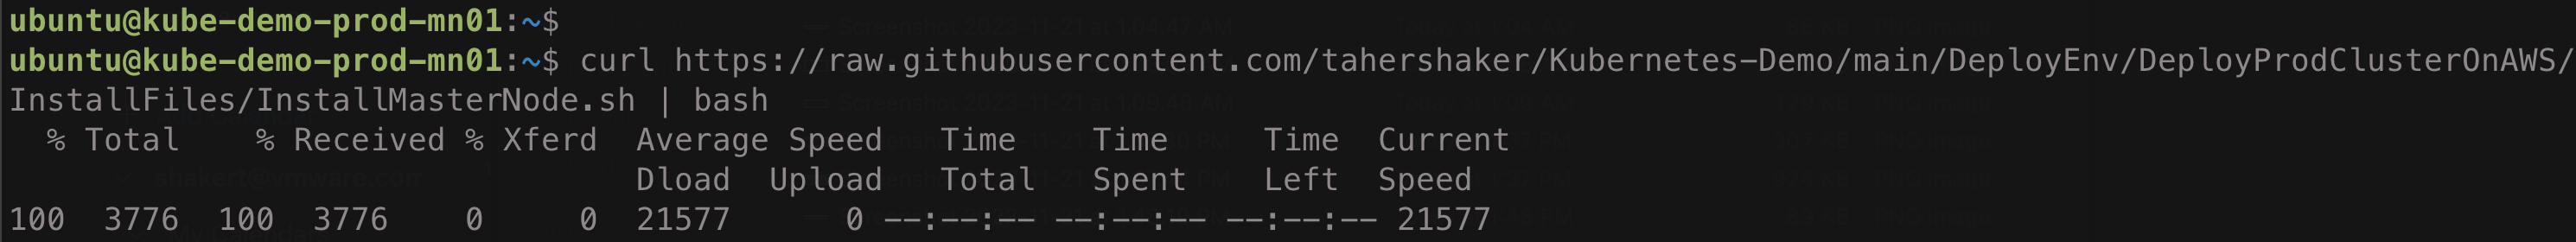 ubuntu@kube-demo-prod-mn01:~$
ubuntu@kube-demo-prod-mn01:~$ curl https://raw.githubusercontent.com/tahershaker/Kubernetes-Demo/main/DeployEnv/DeployProdClusterOnAWS/
InstallFiles/InstallMasterNode.sh | bash
  % Total    % Received % Xferd  Average Speed   Time    Time     Time  Current
                                 Dload  Upload   Total   Spent    Left  Speed
100  3776  100  3776    0     0  21577      0 --:--:-- --:--:-- --:--:-- 21577